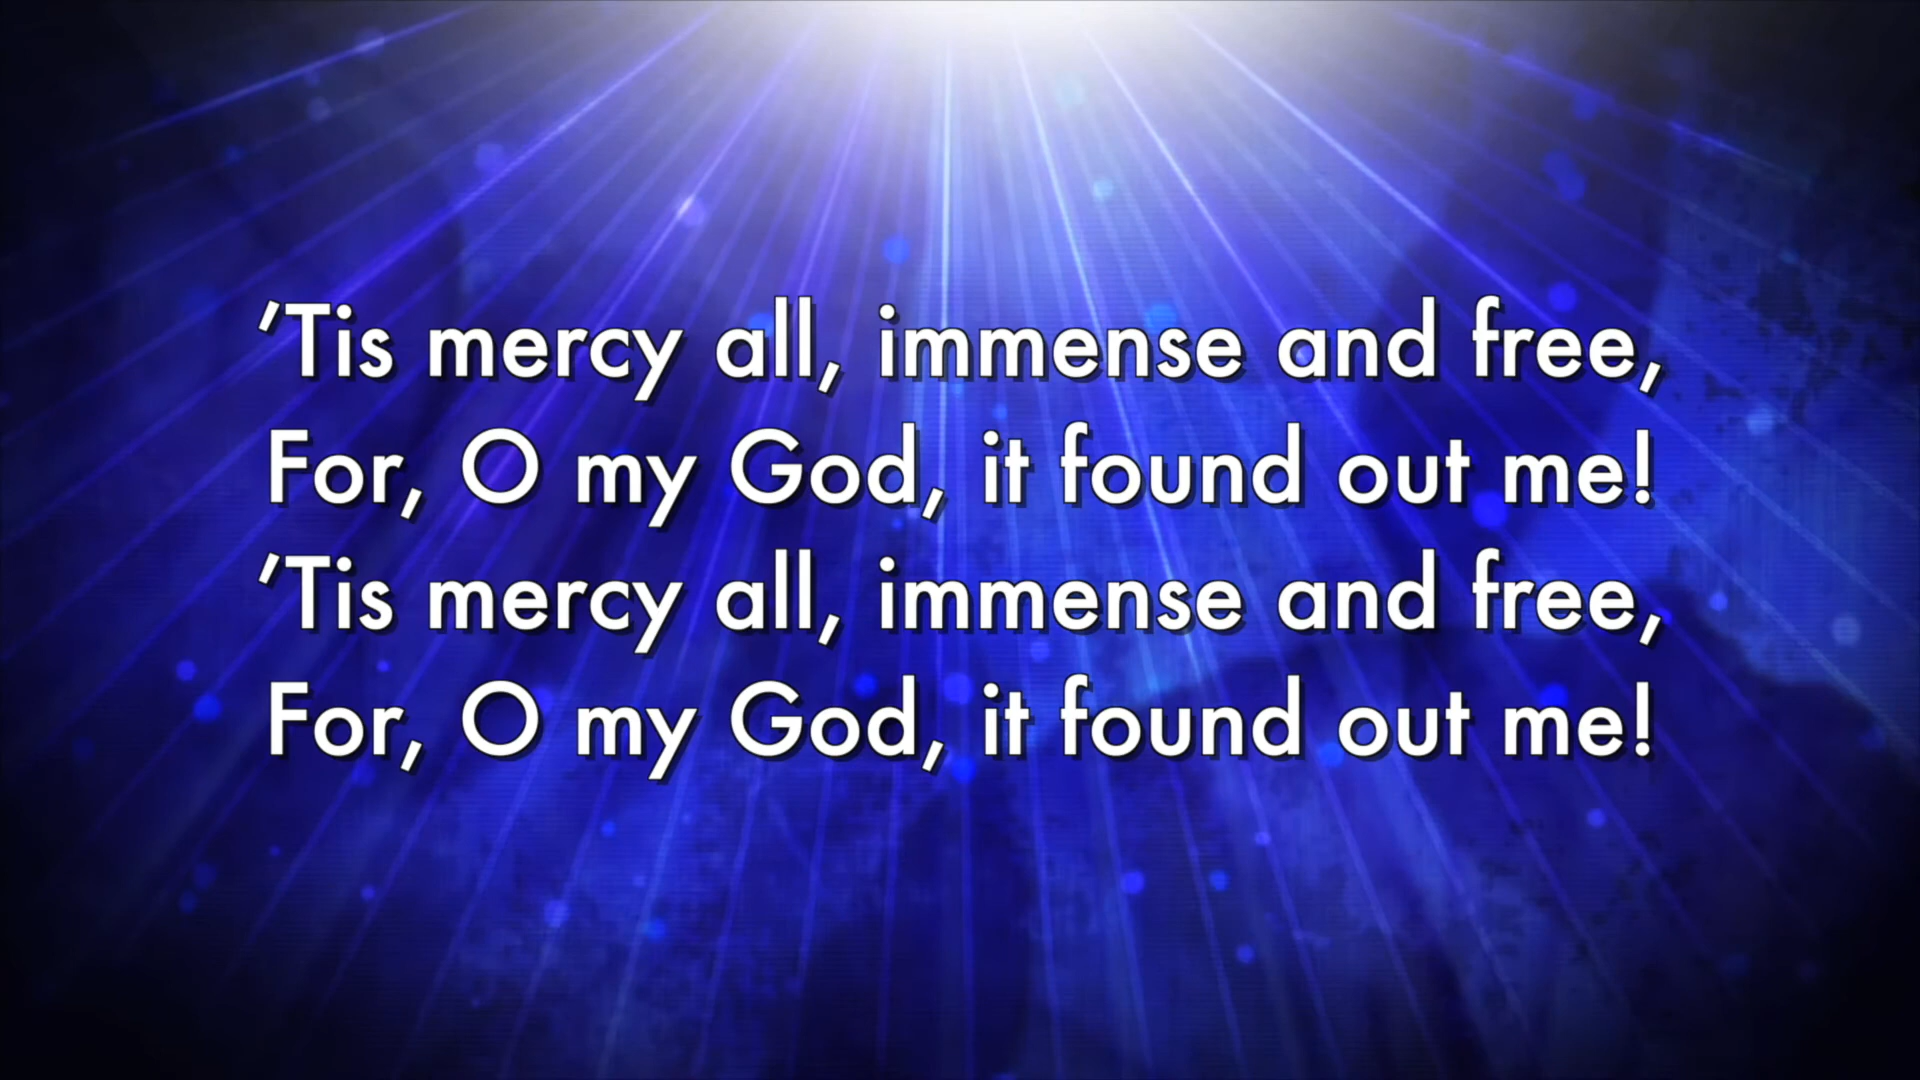 ’Tis mercy all, immense and free,
For, O my God, it found out me!
’Tis mercy all, immense and free,
For, O my God, it found out me!